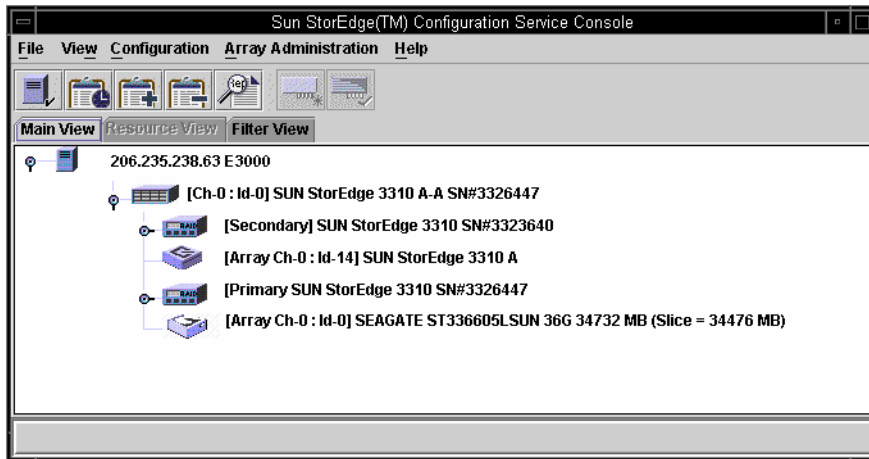 Sun StorEdge(TM) Configuration Service Console
File View Configuration Array Administration Help
Rep
Main View Resource View Filter View
206.235.238.63 E3000
[Ch-0 : Id-0] SUN StorEdge 3310 A-A SN#3326447
RAID [Secondary] SUN StorEdge 3310 SN#3323640
[Array Ch-0 : Id-14] SUN StorEdge 3310 A
RAID [Primary SUN StorEdge 3310 SN#3326447
[Array Ch-0 : Id-0] SEAGATE ST336605LSUN 36G 34732 MB (Slice = 34476 MB)